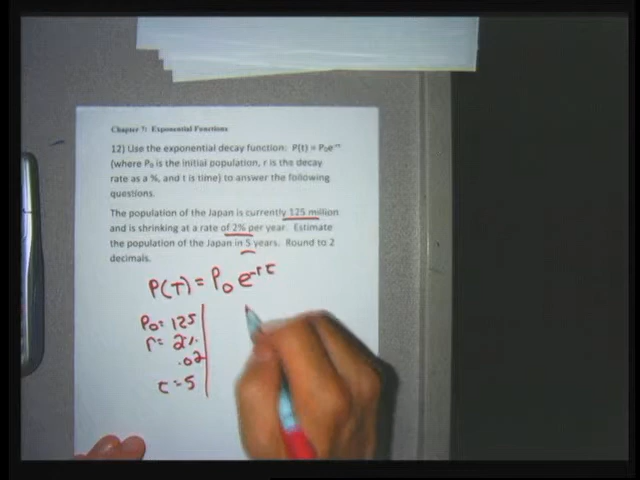 Chapter 7: Exponential Functions
12) Use the exponential decay function: P(t) = P₀e⁻ʳᵗ
(where P₀ is the initial population, r is the decay
rate as a %, and t is time) to answer the following
questions.
The population of the Japan is currently 125 million
and is shrinking at a rate of 2% per year. Estimate
the population of the Japan in 5 years. Round to 2
decimals.
P(T) = P₀ e⁻ʳᵗ
P₀ = 125
r = 2%
.02
t = 5